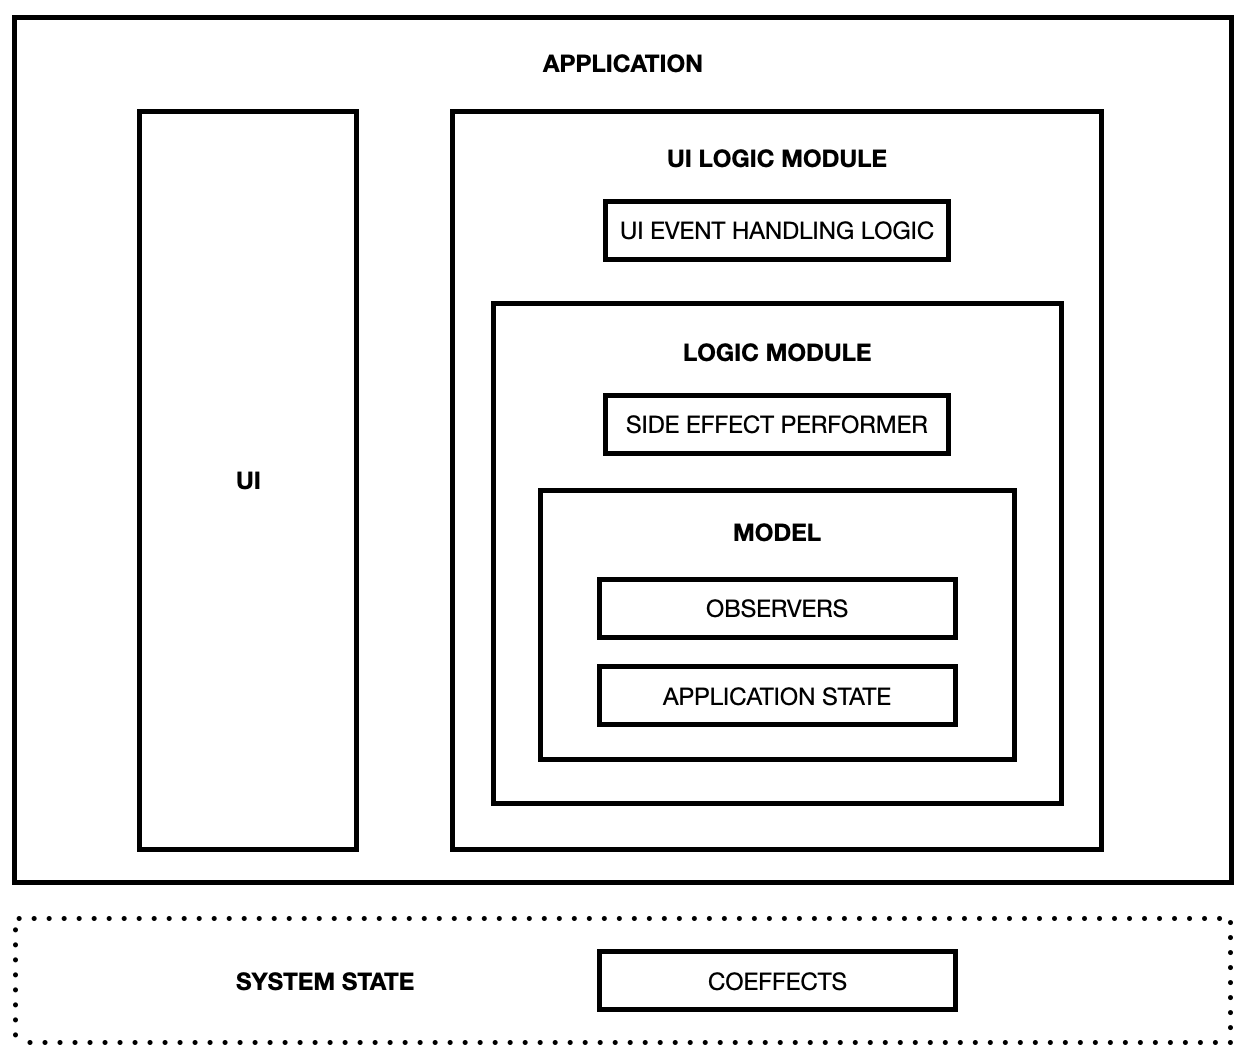 APPLICATION
UI
UI LOGIC MODULE
UI EVENT HANDLING LOGIC
LOGIC MODULE
SIDE EFFECT PERFORMER
MODEL
OBSERVERS
APPLICATION STATE
SYSTEM STATE
COEFFECTS